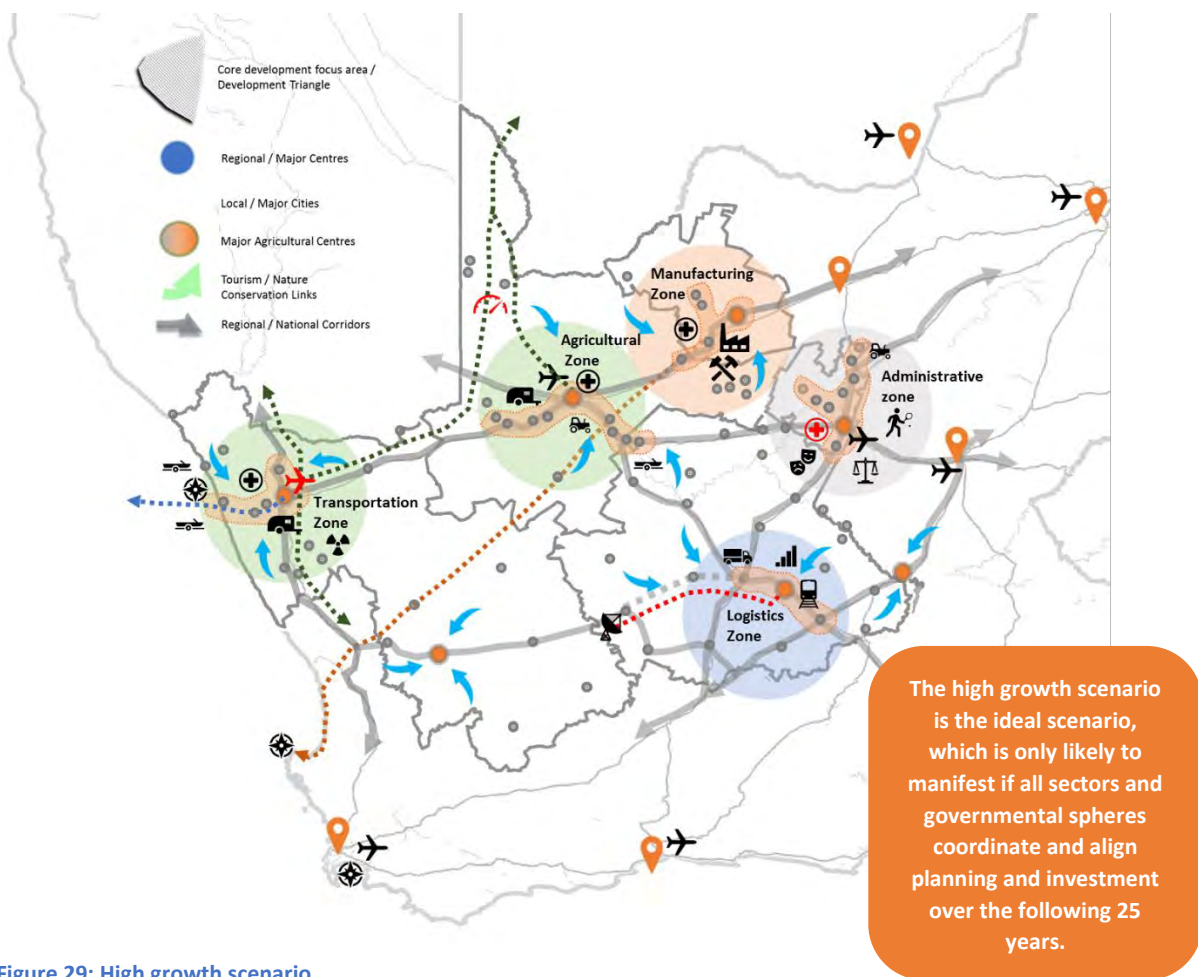 Core development focus area /
Development Triangle
Regional / Major Centres
Local / Major Cities
Major Agricultural Centres
Tourism / Nature
Conservation Links
Regional / National Corridors
Manufacturing
Zone
Agricultural
Zone
Administrative
zone
Transportation
Zone
Logistics
Zone
The high growth scenario
is the ideal scenario,
which is only likely to
manifest if all sectors and
governmental spheres
coordinate and align
planning and investment
over the following 25
years.
Figure 29: High growth scenario